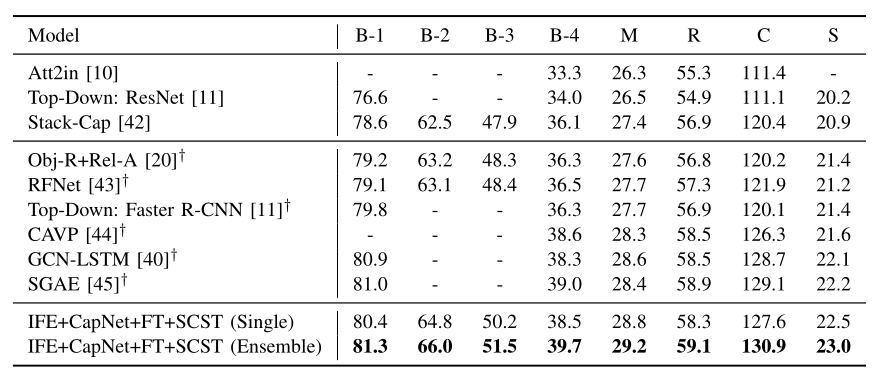 Model B-1 B-2 B-3 B-4 M R C S
Att2in [10] - - - 33.3 26.3 55.3 111.4 -
Top-Down: ResNet [11] 76.6 - - 34.0 26.5 54.9 111.1 20.2
Stack-Cap [42] 78.6 62.5 47.9 36.1 27.4 56.9 120.4 20.9
Obj-R+Rel-A [20]† 79.2 63.2 48.3 36.3 27.6 56.8 120.2 21.4
RFNet [43]† 79.1 63.1 48.4 36.5 27.7 57.3 121.9 21.2
Top-Down: Faster R-CNN [11]† 79.8 - - 36.3 27.7 56.9 120.1 21.4
CAVP [44]† - - - 38.6 28.3 58.5 126.3 21.6
GCN-LSTM [40]† 80.9 - - 38.3 28.6 58.5 128.7 22.1
SGAE [45]† 81.0 - - 39.0 28.4 58.9 129.1 22.2
IFE+CapNet+FT+SCST (Single) 80.4 64.8 50.2 38.5 28.8 58.3 127.6 22.5
IFE+CapNet+FT+SCST (Ensemble) 81.3 66.0 51.5 39.7 29.2 59.1 130.9 23.0